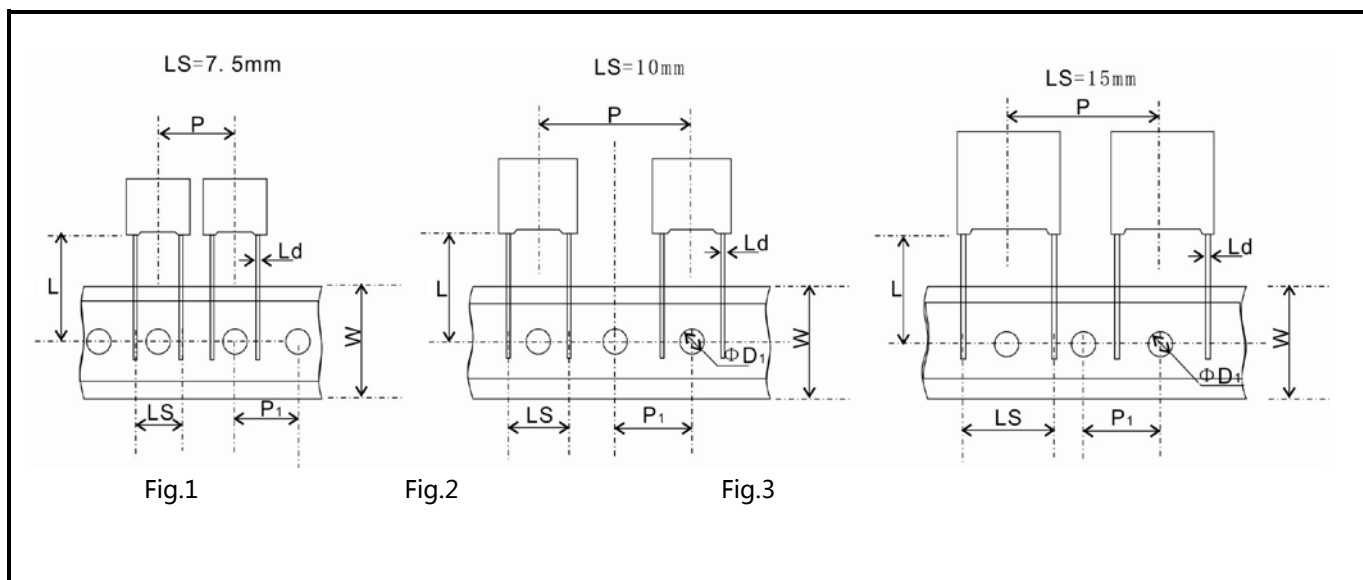 LS=7.5mm
P
L
Ld
W
LS
P1
LS=10mm
P
L
Ld
W
ΦD1
LS
P1
LS=15mm
P
L
Ld
W
ΦD1
LS
P1
Fig.1 Fig.2 Fig.3